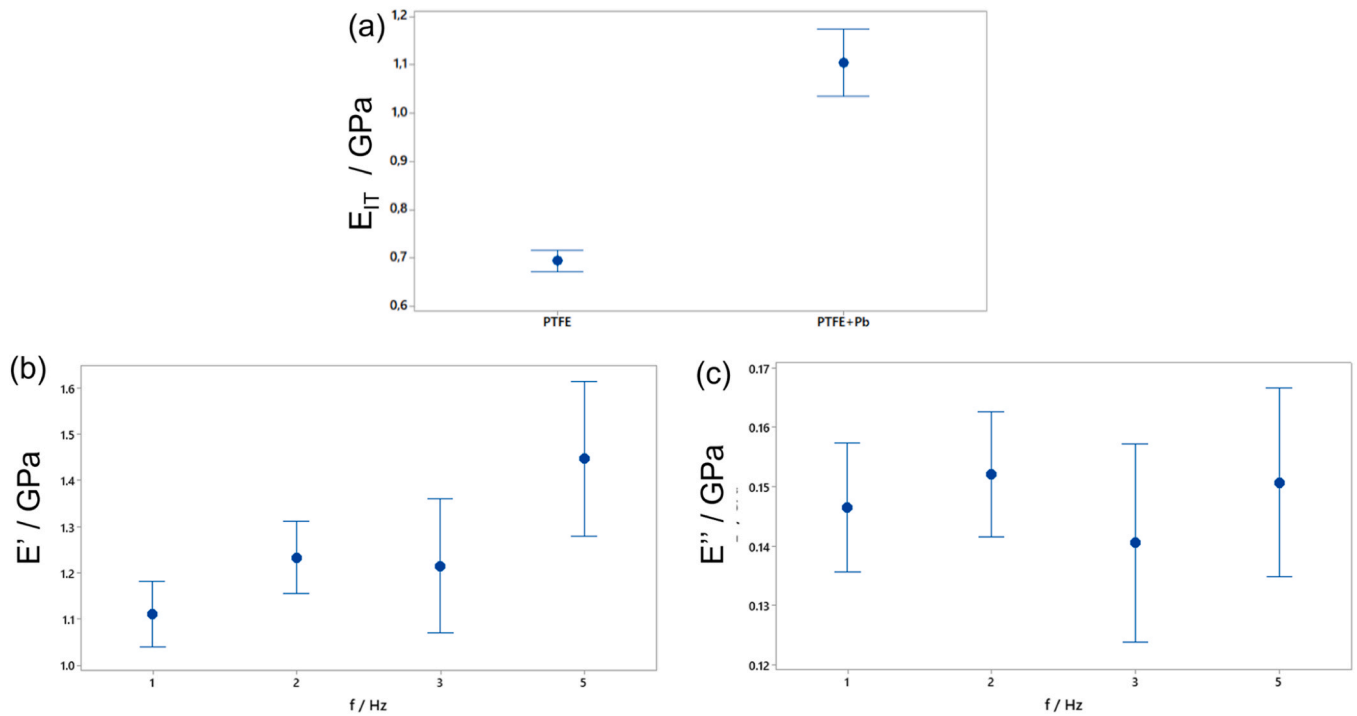 (a)
E_IT / GPa
1,2
1,1
1,0
0,9
0,8
0,7
0,6
PTFE PTFE+Pb
(b)
E' / GPa
1.6
1.5
1.4
1.3
1.2
1.1
1.0
1 2 3 5
f / Hz
(c)
E'' / GPa
0.17
0.16
0.15
0.14
0.13
0.12
1 2 3 5
f / Hz